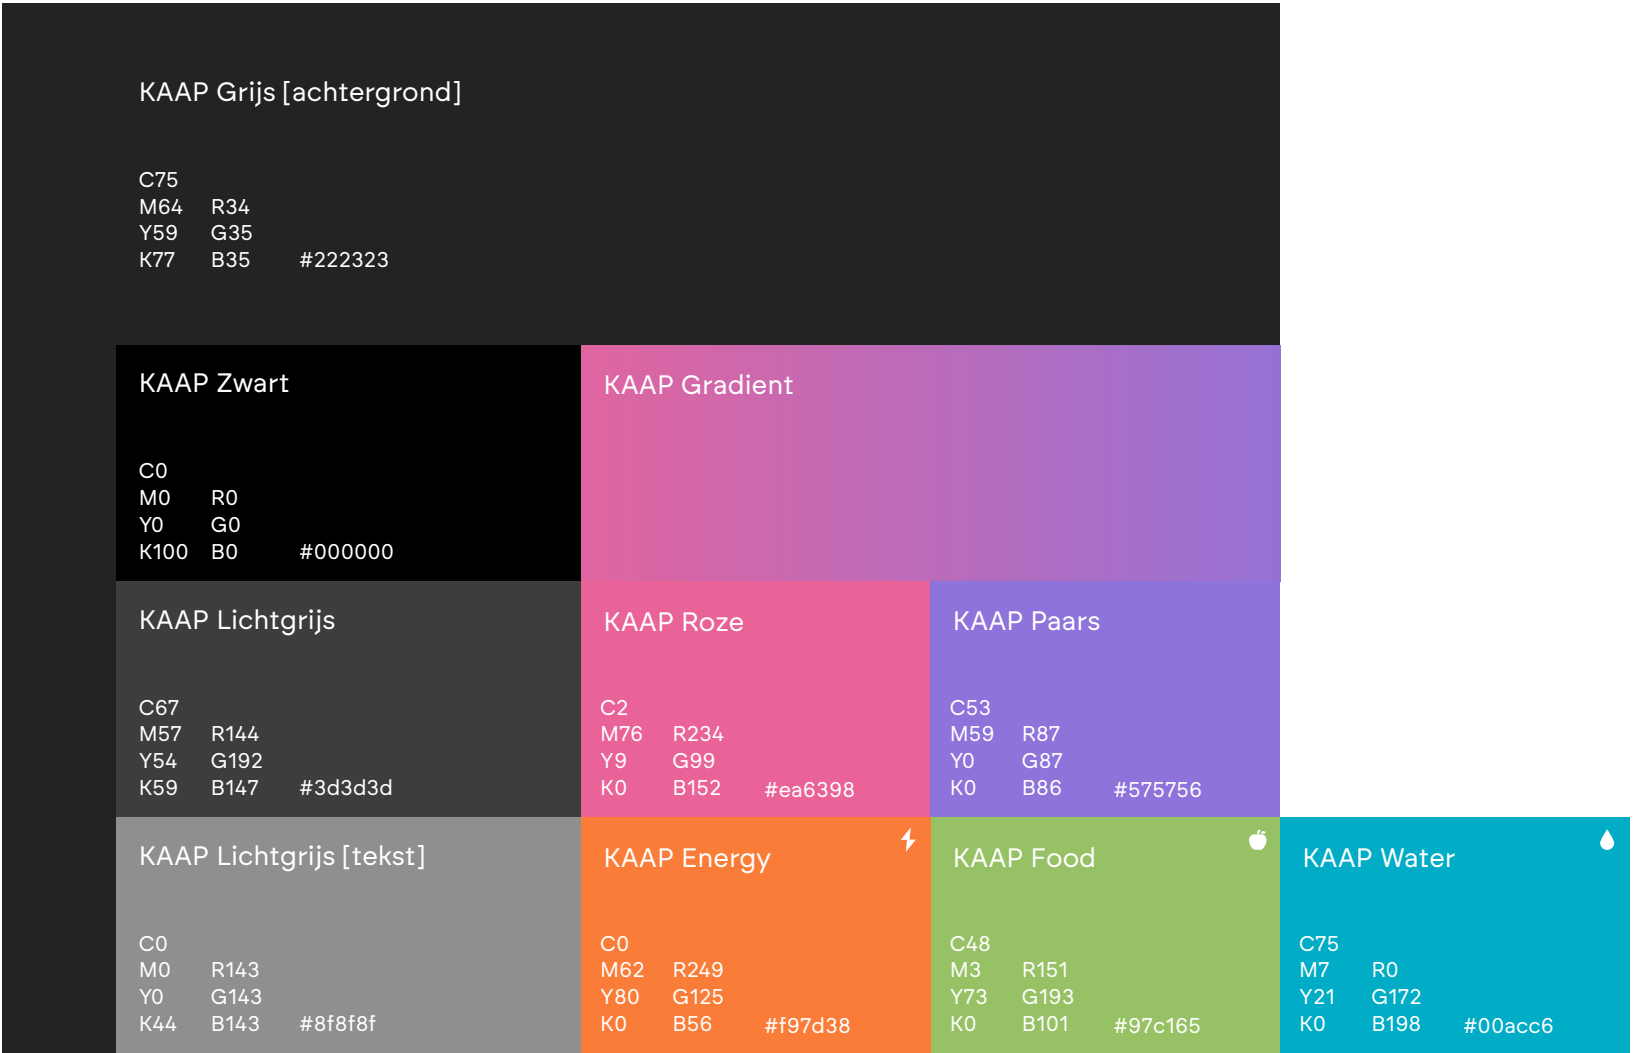 KAAP Grijs [achtergrond]
C75
M64 R34
Y59 G35
K77 B35 #222323
KAAP Zwart
C0
M0 R0
Y0 G0
K100 B0 #000000
KAAP Gradient
KAAP Lichtgrijs
C67
M57 R144
Y54 G192
K59 B147 #3d3d3d
KAAP Roze
C2
M76 R234
Y9 G99
K0 B152 #ea6398
KAAP Paars
C53
M59 R87
Y0 G87
K0 B86 #575756
KAAP Lichtgrijs [tekst]
C0
M0 R143
Y0 G143
K44 B143 #8f8f8f
KAAP Energy
C0
M62 R249
Y80 G125
K0 B56 #f97d38
KAAP Food
C48
M3 R151
Y73 G193
K0 B101 #97c165
KAAP Water
C75
M7 R0
Y21 G172
K0 B198 #00acc6